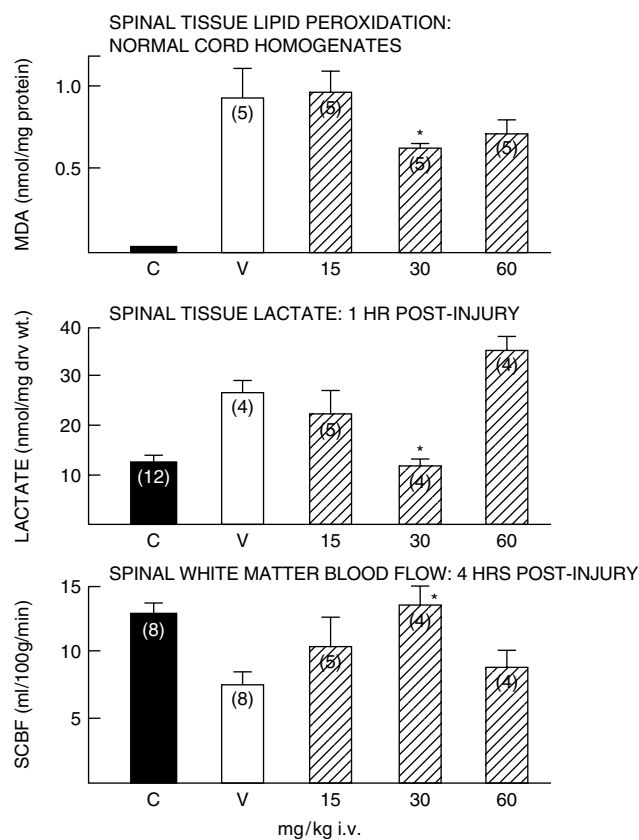 SPINAL TISSUE LIPID PEROXIDATION:
NORMAL CORD HOMOGENATES
MDA (nmol/mg protein)
1.0
0.5
(5)
(5)
*
(5)
(5)
C V 15 30 60
SPINAL TISSUE LACTATE: 1 HR POST-INJURY
LACTATE (nmol/mg drv wt.)
40
30
20
10
(12)
(4)
(5)
*
(4)
(4)
C V 15 30 60
SPINAL WHITE MATTER BLOOD FLOW: 4 HRS POST-INJURY
SCBF (ml/100g/min)
15
10
5
(8)
(8)
(5)
*
(4)
(4)
C V 15 30 60
mg/kg i.v.